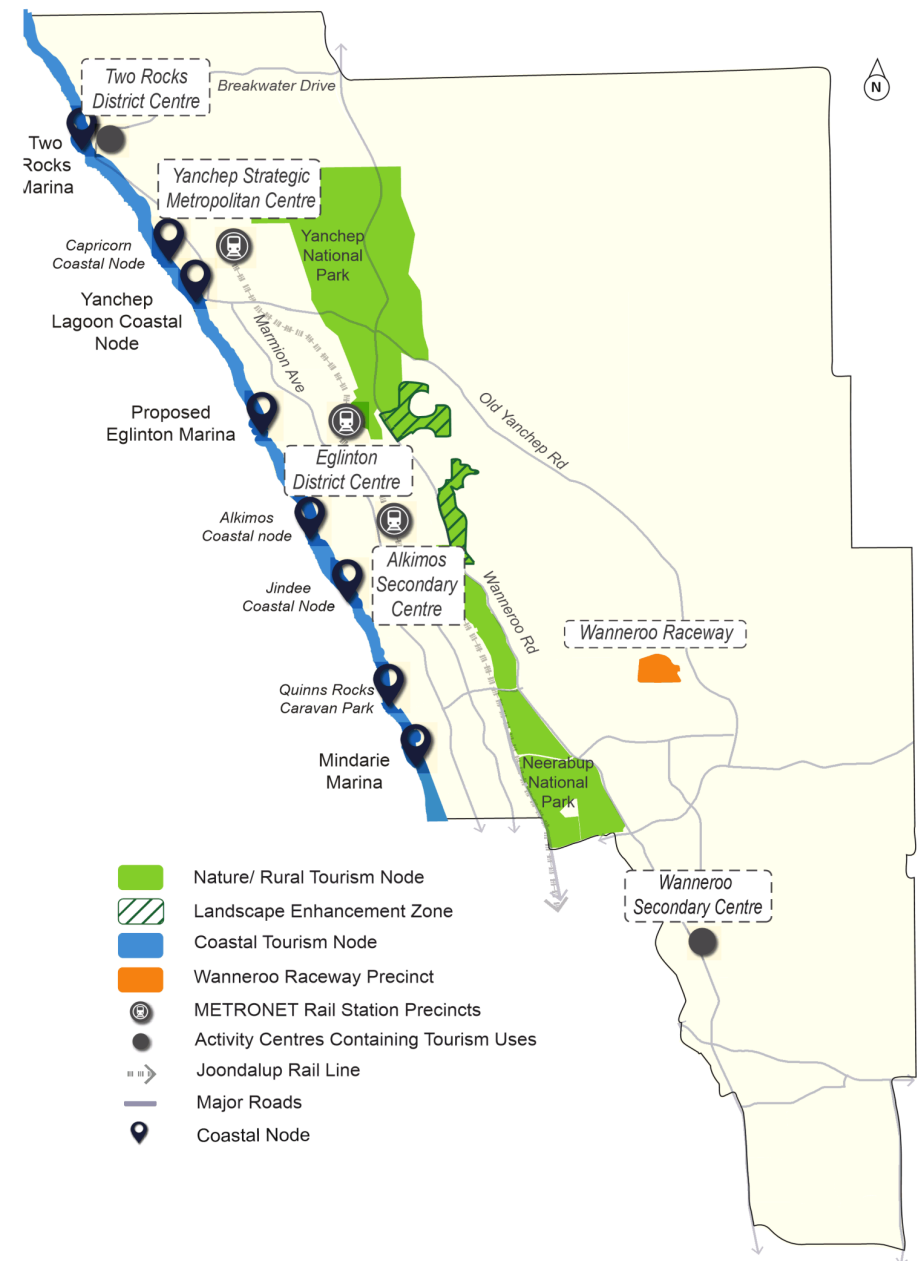 Two Rocks
District Centre
Breakwater Drive
N
Two
Rocks
Marina
Yanchep Strategic
Metropolitan Centre
Capricorn
Coastal Node
Yanchep
National
Park
Yanchep
Lagoon Coastal
Node
Marmion Ave
Old Yanchep Rd
Proposed
Eglinton Marina
Eglinton
District Centre
Alkimos
Coastal node
Alkimos
Secondary
Centre
Jindee
Coastal Node
Wanneroo Rd
Wanneroo Raceway
Quinns Rocks
Caravan Park
Mindarie
Marina
Neerabup
National
Park
Wanneroo
Secondary Centre
Nature/ Rural Tourism Node
Landscape Enhancement Zone
Coastal Tourism Node
Wanneroo Raceway Precinct
METRONET Rail Station Precincts
Activity Centres Containing Tourism Uses
Joondalup Rail Line
Major Roads
Coastal Node